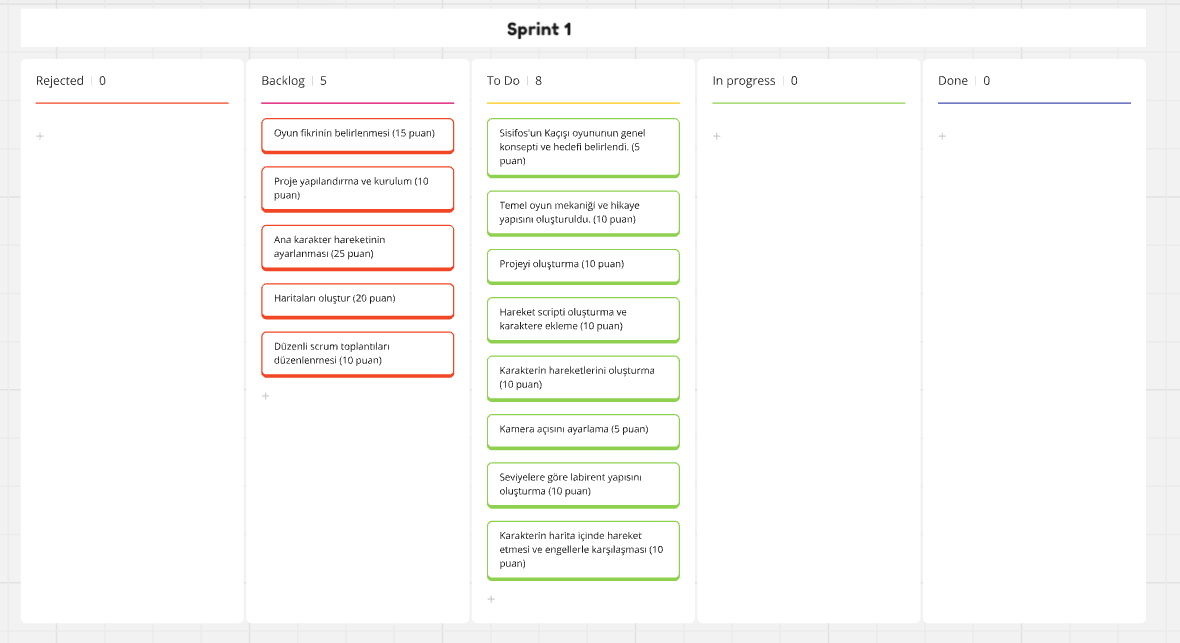 Sprint 1
Rejected 0
+
Backlog 5
Oyun fikrinin belirlenmesi (15 puan)
Proje yapılandırma ve kurulum (10
puan)
Ana karakter hareketinin
ayarlanması (25 puan)
Haritaları oluştur (20 puan)
Düzenli scrum toplantıları
düzenlenmesi (10 puan)
+
To Do 8
Sisifos'un Kaçışı oyununun genel
konsepti ve hedefi belirlendi. (5
puan)
Temel oyun mekaniği ve hikaye
yapısını oluşturuldu. (10 puan)
Projeyi oluşturma (10 puan)
Hareket scripti oluşturma ve
karaktere ekleme (10 puan)
Karakterin hareketlerini oluşturma
(10 puan)
Kamera açısını ayarlama (5 puan)
Seviyelere göre labirent yapısını
oluşturma (10 puan)
Karakterin harita içinde hareket
etmesi ve engellerle karşılaşması (10
puan)
+
In progress 0
+
Done 0
+